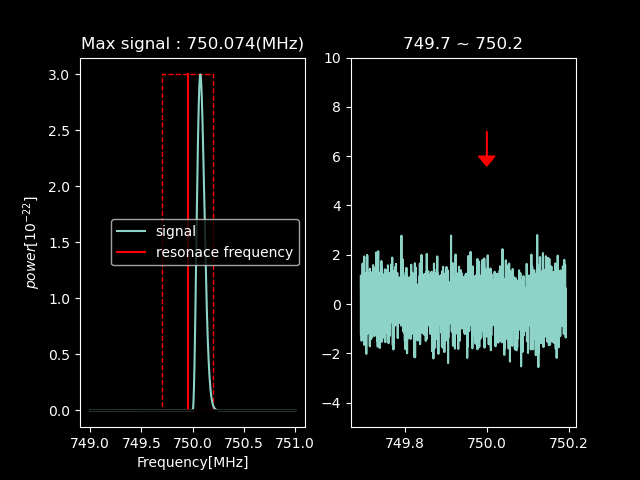 Max signal : 750.074(MHz)
3.0
2.5
2.0
1.5
1.0
0.5
0.0
power[10⁻²²]
signal
resonace frequency
749.0 749.5 750.0 750.5 751.0
Frequency[MHz]
749.7 ~ 750.2
10
8
6
4
2
0
−2
−4
749.8 750.0 750.2